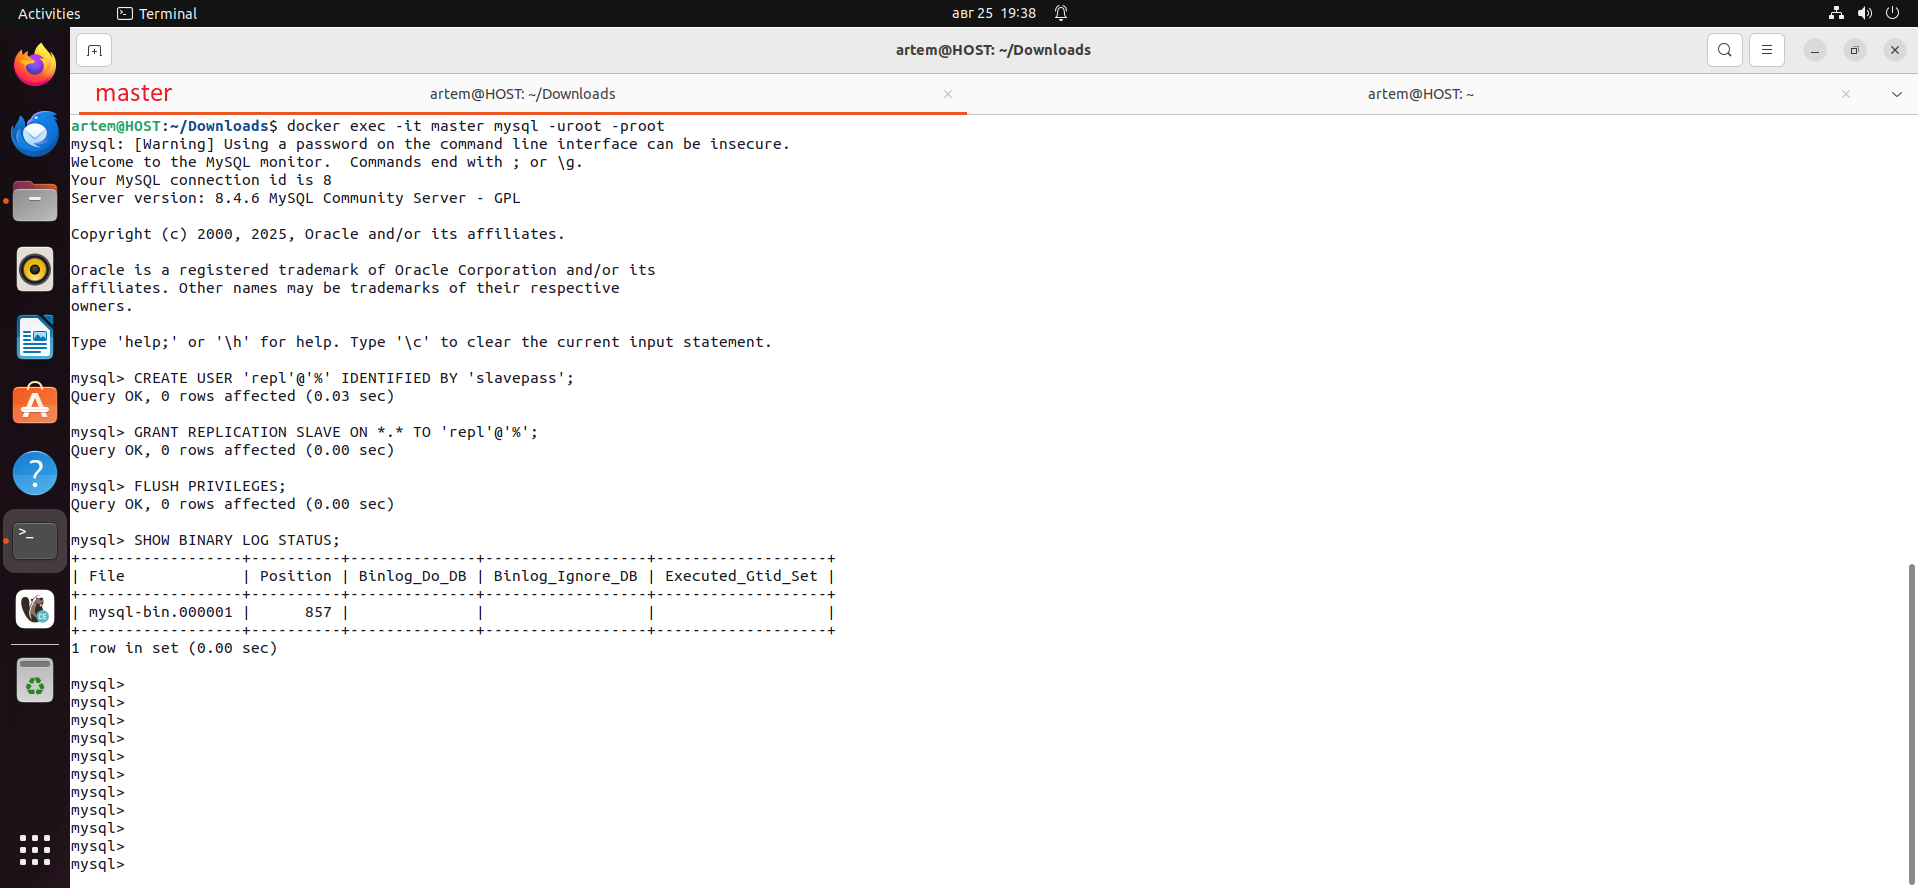 Activities Terminal авг 25 19:38
artem@HOST: ~/Downloads
master artem@HOST: ~/Downloads artem@HOST: ~
artem@HOST:~/Downloads$ docker exec -it master mysql -uroot -proot
mysql: [Warning] Using a password on the command line interface can be insecure.
Welcome to the MySQL monitor.  Commands end with ; or \g.
Your MySQL connection id is 8
Server version: 8.4.6 MySQL Community Server - GPL

Copyright (c) 2000, 2025, Oracle and/or its affiliates.

Oracle is a registered trademark of Oracle Corporation and/or its
affiliates. Other names may be trademarks of their respective
owners.

Type 'help;' or '\h' for help. Type '\c' to clear the current input statement.

mysql> CREATE USER 'repl'@'%' IDENTIFIED BY 'slavepass';
Query OK, 0 rows affected (0.03 sec)

mysql> GRANT REPLICATION SLAVE ON *.* TO 'repl'@'%';
Query OK, 0 rows affected (0.00 sec)

mysql> FLUSH PRIVILEGES;
Query OK, 0 rows affected (0.00 sec)

mysql> SHOW BINARY LOG STATUS;
+------------------+----------+--------------+------------------+-------------------+
| File             | Position | Binlog_Do_DB | Binlog_Ignore_DB | Executed_Gtid_Set |
+------------------+----------+--------------+------------------+-------------------+
| mysql-bin.000001 |      857 |              |                  |                   |
+------------------+----------+--------------+------------------+-------------------+
1 row in set (0.00 sec)

mysql>
mysql>
mysql>
mysql>
mysql>
mysql>
mysql>
mysql>
mysql>
mysql>
mysql>